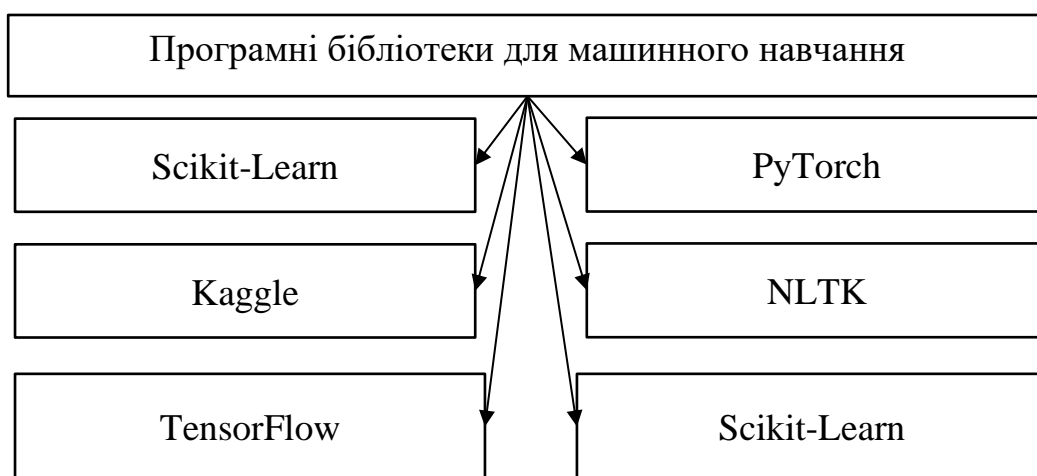 Програмні бібліотеки для машинного навчання
Scikit-Learn
PyTorch
Kaggle
NLTK
TensorFlow
Scikit-Learn